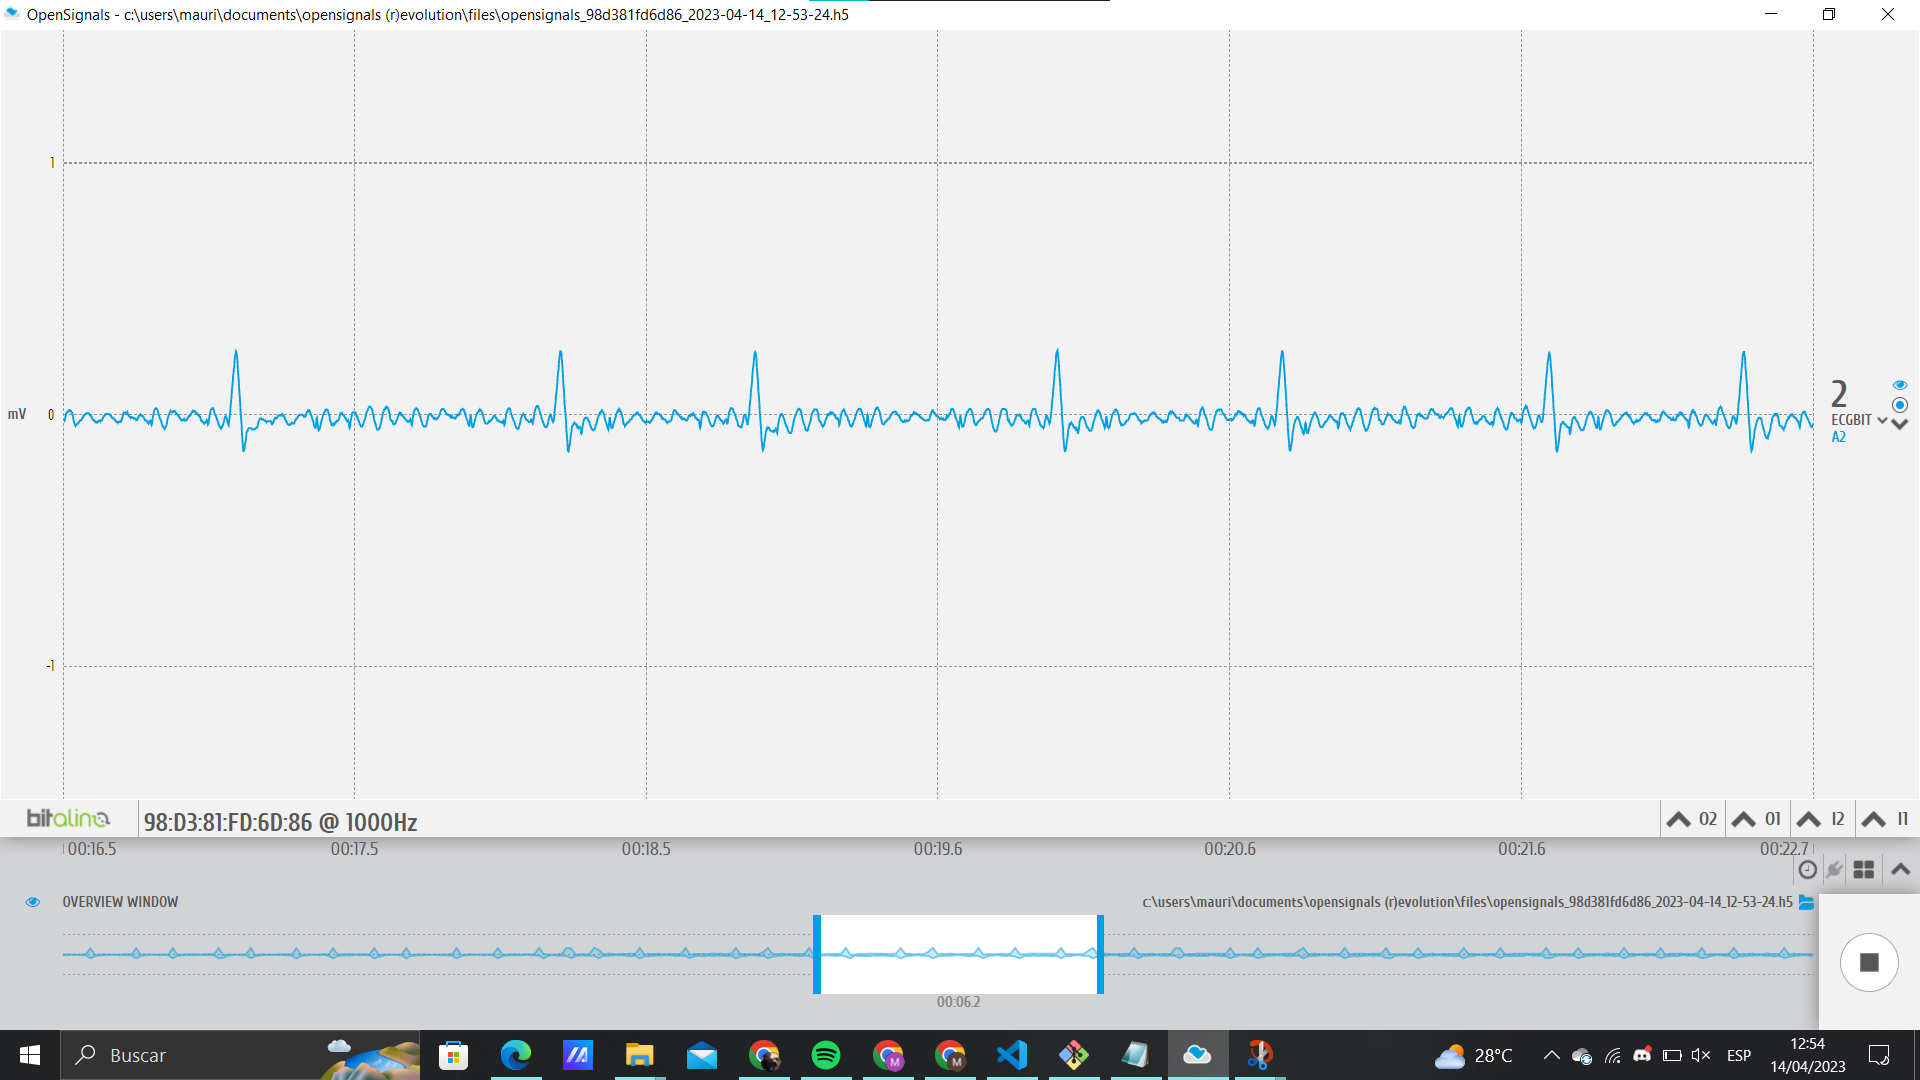 OpenSignals - c:\users\mauri\documents\opensignals (r)evolution\files\opensignals_98d381fd6d86_2023-04-14_12-53-24.h5
1
mV 0
-1
2
ECGBIT
A2
bitalino 98:D3:81:FD:6D:86 @ 1000Hz O2 O1 I2 I1
00:16.5 00:17.5 00:18.5 00:19.6 00:20.6 00:21.6 00:22.7
OVERVIEW WINDOW c:\users\mauri\documents\opensignals (r)evolution\files\opensignals_98d381fd6d86_2023-04-14_12-53-24.h5
00:06.2
Buscar M M 28°C ESP 12:54
14/04/2023